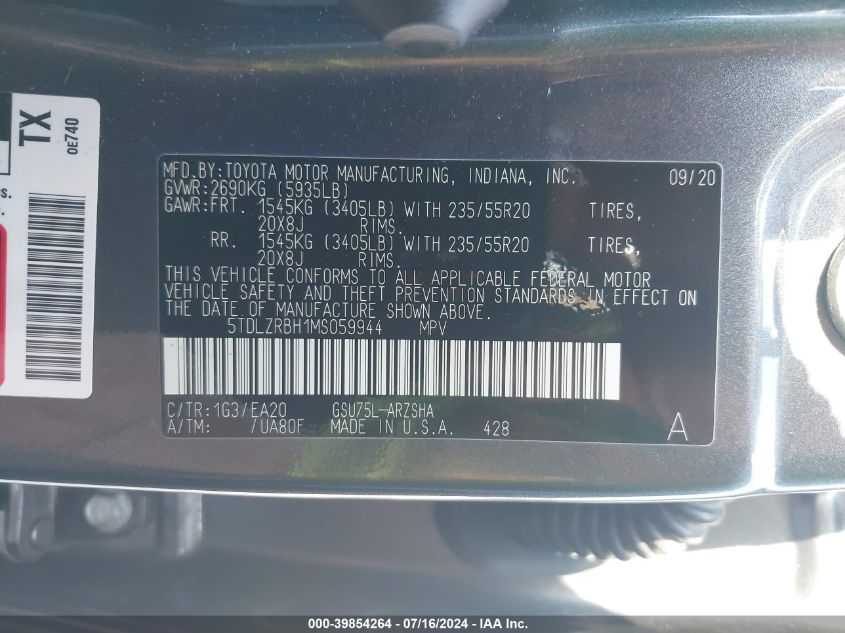 TX
0E740
us.
MFD.BY:TOYOTA MOTOR MANUFACTURING, INDIANA, INC. 09/20
GVWR:2690KG (5935LB)
GAWR:FRT. 1545KG (3405LB) WITH 235/55R20 TIRES,
20X8J RIMS.
RR. 1545KG (3405LB) WITH 235/55R20 TIRES,
20X8J RIMS.
THIS VEHICLE CONFORMS TO ALL APPLICABLE FEDERAL MOTOR
VEHICLE SAFETY AND THEFT PREVENTION STANDARDS IN EFFECT ON
THE DATE OF MANUFACTURE SHOWN ABOVE.
5TDLZRBH1MS059944 MPV
C/TR:1G3/EA20 GSU75L-ARZSHA
A/TM: /UA80F MADE IN U.S.A. 428 A
000-39854264 - 07/16/2024 - IAA Inc.